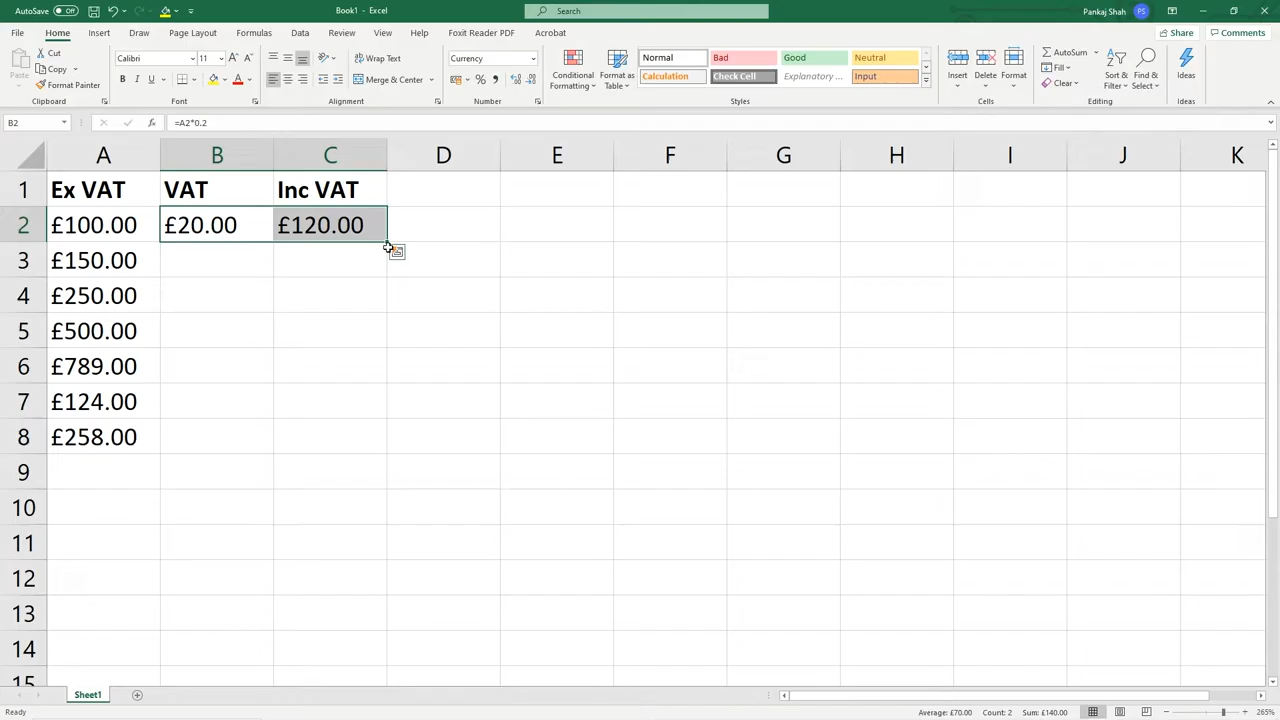 AutoSave Off
Book1 - Excel
Search
Pankaj Shah PS
File Home Insert Draw Page Layout Formulas Data Review View Help Foxit Reader PDF Acrobat Share Comments
Paste
Cut
Copy
Format Painter
Clipboard
Calibri 11
B I U
Font
Wrap Text
Merge & Center
Alignment
Currency
Number
Conditional Formatting
Format as Table
Normal Bad Good Neutral
Calculation Check Cell Explanatory ... Input
Styles
Insert Delete Format
Cells
AutoSum
Fill
Clear
Sort & Filter
Find & Select
Editing
Ideas
Ideas
B2 fx =A2*0.2
A B C D E F G H I J K
1 Ex VAT VAT Inc VAT
2 £100.00 £20.00 £120.00
3 £150.00
4 £250.00
5 £500.00
6 £789.00
7 £124.00
8 £258.00
9
10
11
12
13
14
15
Sheet1
Ready
Average: £70.00 Count: 2 Sum: £140.00
265%